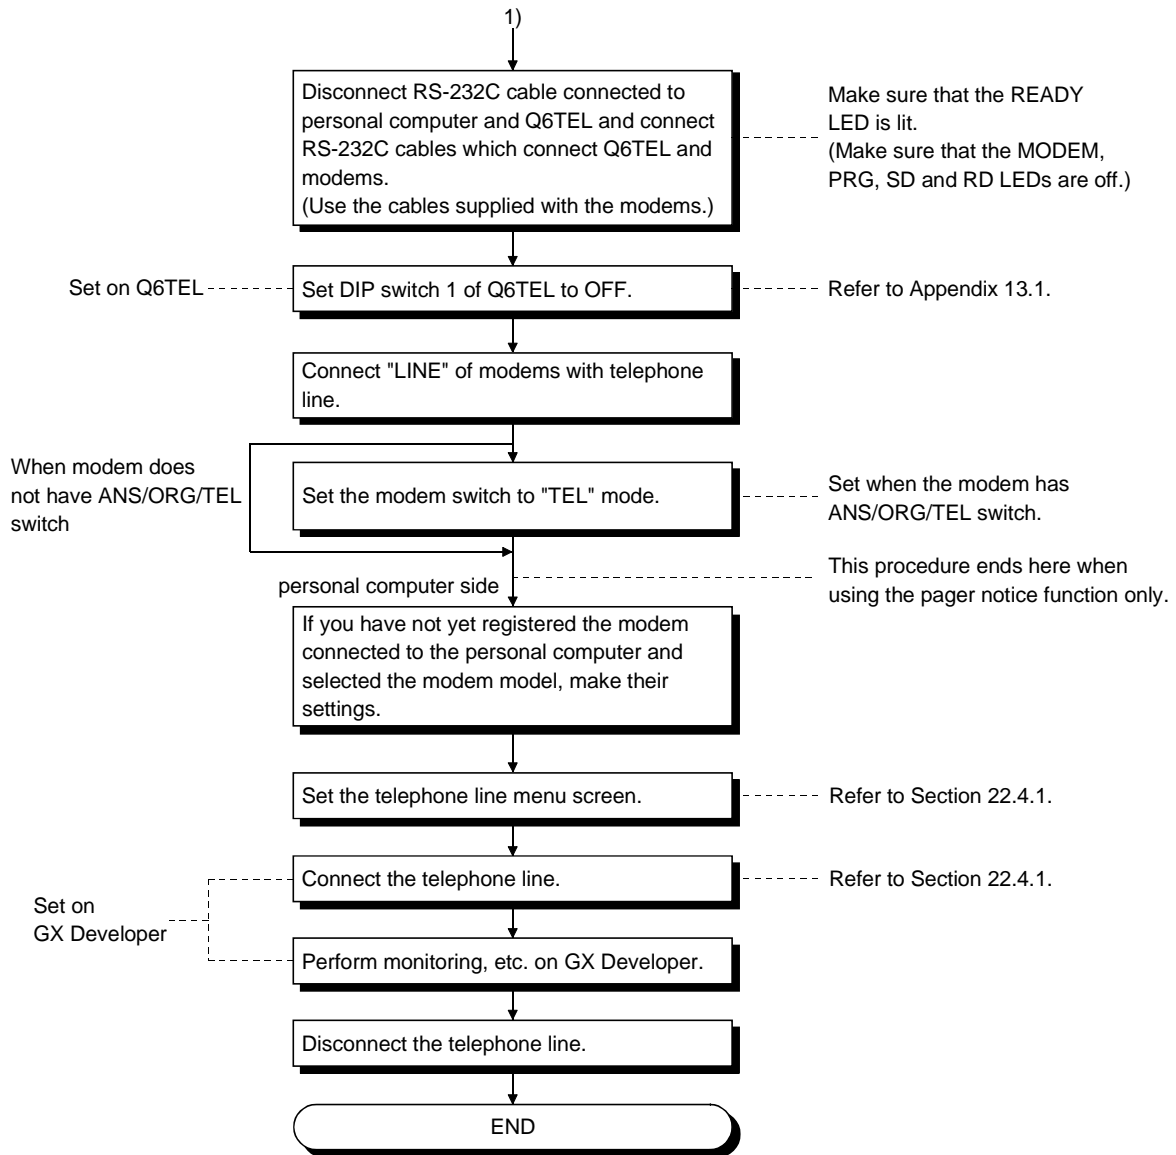 1)
Disconnect RS-232C cable connected to
personal computer and Q6TEL and connect
RS-232C cables which connect Q6TEL and
modems.
(Use the cables supplied with the modems.)
Make sure that the READY
LED is lit.
(Make sure that the MODEM,
PRG, SD and RD LEDs are off.)
Set on Q6TEL
Set DIP switch 1 of Q6TEL to OFF.
Refer to Appendix 13.1.
Connect "LINE" of modems with telephone
line.
When modem does
not have ANS/ORG/TEL
switch
Set the modem switch to "TEL" mode.
Set when the modem has
ANS/ORG/TEL switch.
This procedure ends here when
using the pager notice function only.
personal computer side
If you have not yet registered the modem
connected to the personal computer and
selected the modem model, make their
settings.
Set the telephone line menu screen.
Refer to Section 22.4.1.
Connect the telephone line.
Refer to Section 22.4.1.
Set on
GX Developer
Perform monitoring, etc. on GX Developer.
Disconnect the telephone line.
END